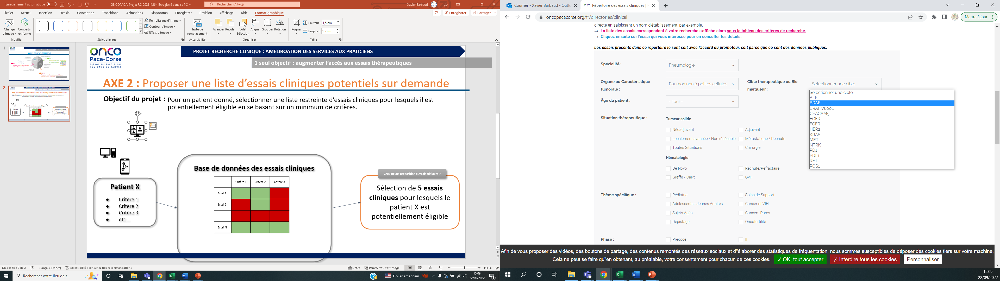 Enregistrement automatique
ONCOPACA-Projet RC-20211126 • Enregistré dans ce PC
Rechercher (Alt+Q)
Xavier Barbaud
Fichier Accueil Insertion Dessin Conception Transitions Animations Diaporama Enregistrer Révision Affichage Aide Format graphique
Enregistrer Partager
Changer d'image
Convertir en forme
Modifier
Remplissage d'image
Contour d'image
Effets d'image
Styles d'image
Texte de remplacement
Accessibilité
Avancer Reculer Volet Sélection Aligner Grouper Rotation
Organiser
Rogner
Hauteur : 1,5 cm
Largeur : 1,5 cm
Taille
1
2
onco
Paca-Corse
DISPOSITIF SPÉCIFIQUE
RÉGIONAL DU CANCER
PROJET RECHERCHE CLINIQUE : AMELIROATION DES SERVICES AUX PRATICIENS
1 seul objectif : augmenter l'accès aux essais thérapeutiques
AXE 2 : Proposer une liste d'essais cliniques potentiels sur demande
Objectif du projet : Pour un patient donné, sélectionner une liste restreinte d'essais cliniques pour lesquels il est
potentiellement éligible en se basant sur un minimum de critères.
Patient X
● Critère 1
● Critère 2
● Critère 3
● etc...
Base de données des essais cliniques
Critère 1 Critère 2 Critère 3
Essai 1
Essai 2
...
Essai N
Veux-tu une proposition d'essais cliniques ?
Sélection de 5 essais
cliniques pour lesquels le
patient X est
potentiellement éligible
Diapositive 2 de 2 Français (France) Accessibilité : consultez nos recommandations
Notes Paramètres d'affichage 114 %
Rechercher votre lieu de t...
Dollar américain
15:09
22/09/2022
8
Courrier - Xavier Barbaud - Outlo
Répertoire des essais cliniques | R
oncopacacorse.org/fr/directories/clinical
Mettre à jour
directe en saisissant un nom d'établissement, par exemple.
→ La liste des essais correspondant à votre recherche s'affiche alors sous le tableau des critères de recherche.
→ Cliquez ensuite sur l'essai qui vous intéresse pour en consulter les détails.
Les essais présents dans ce répertoire le sont soit avec l'accord du promoteur, soit parce que ce sont des données publiques.
Spécialité : Pneumologie
Organe ou Caractéristique tumorale : Poumon non à petites cellules
Cible thérapeutique ou Bio marqueur : Sélectionner une cible
Sélectionner une cible
ALK
BRAF
BRAF V600E
CEACAM5
EGFR
FGFR
HER2
KRAS
MET
NTRK
PD1
PDL1
RET
ROS1
Âge du patient : - Tout -
Situation thérapeutique :
Tumeur solide
Néoadjuvant Adjuvant
Localement avancée / Non résécable Métastatique / Rechute
Toutes Situations Chirurgie
Hématologie
De Novo Rechute/Réfractaire
Greffe / Car-t GvH
Thème spécifique :
Pédiatrie Soins de Support
Adolescents - Jeunes Adultes Cancer et VIH
Sujets Agés Cancers Rares
Dépistage Oncofertilité
Phase : Précoce II
Afin de vous proposer des vidéos, des boutons de partage, des contenus remontés des réseaux sociaux et d"élaborer des statistiques de fréquentation, nous sommes susceptibles de déposer des cookies tiers sur votre machine.
Cela ne peut se faire qu"en obtenant, au préalable, votre consentement pour chacun de ces cookies. ✓ OK, tout accepter ✗ Interdire tous les cookies Personnaliser
15:09
22/09/2022